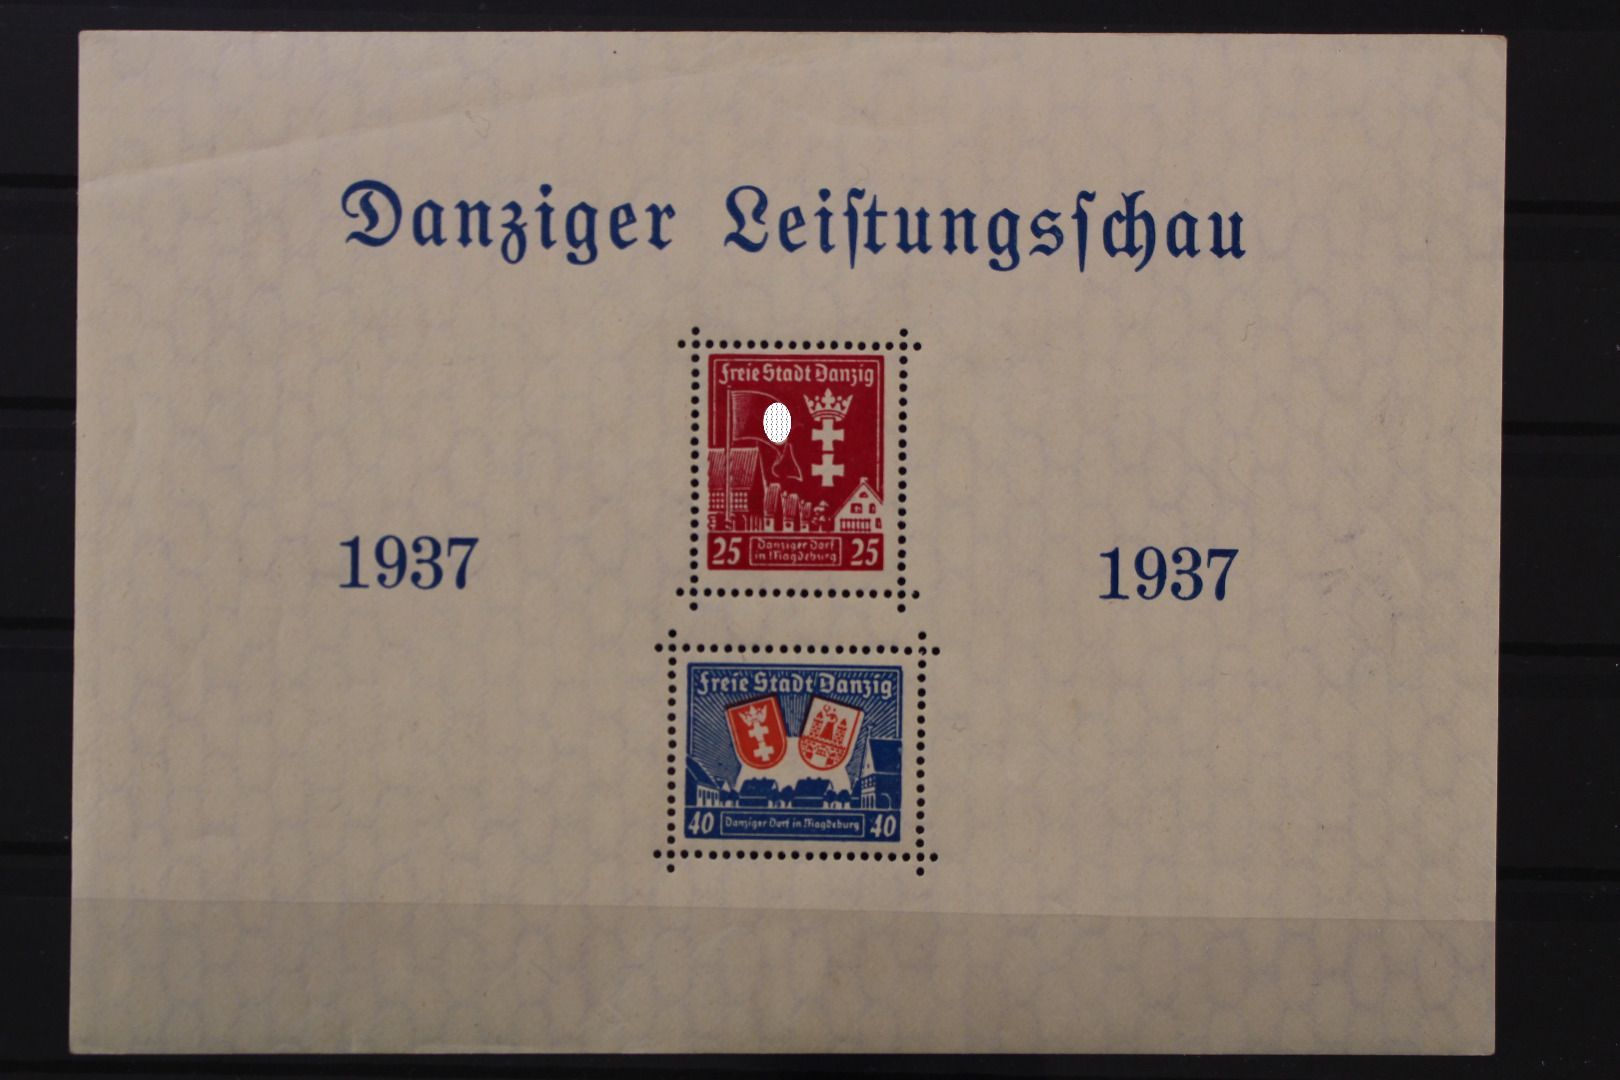 Danziger Leiſtungsſchau
Freie Stadt Danzig
25 Danziger Dorf in Magdeburg 25
1937 1937
Freie Stadt Danzig
40 Danziger Dorf in Magdeburg 40